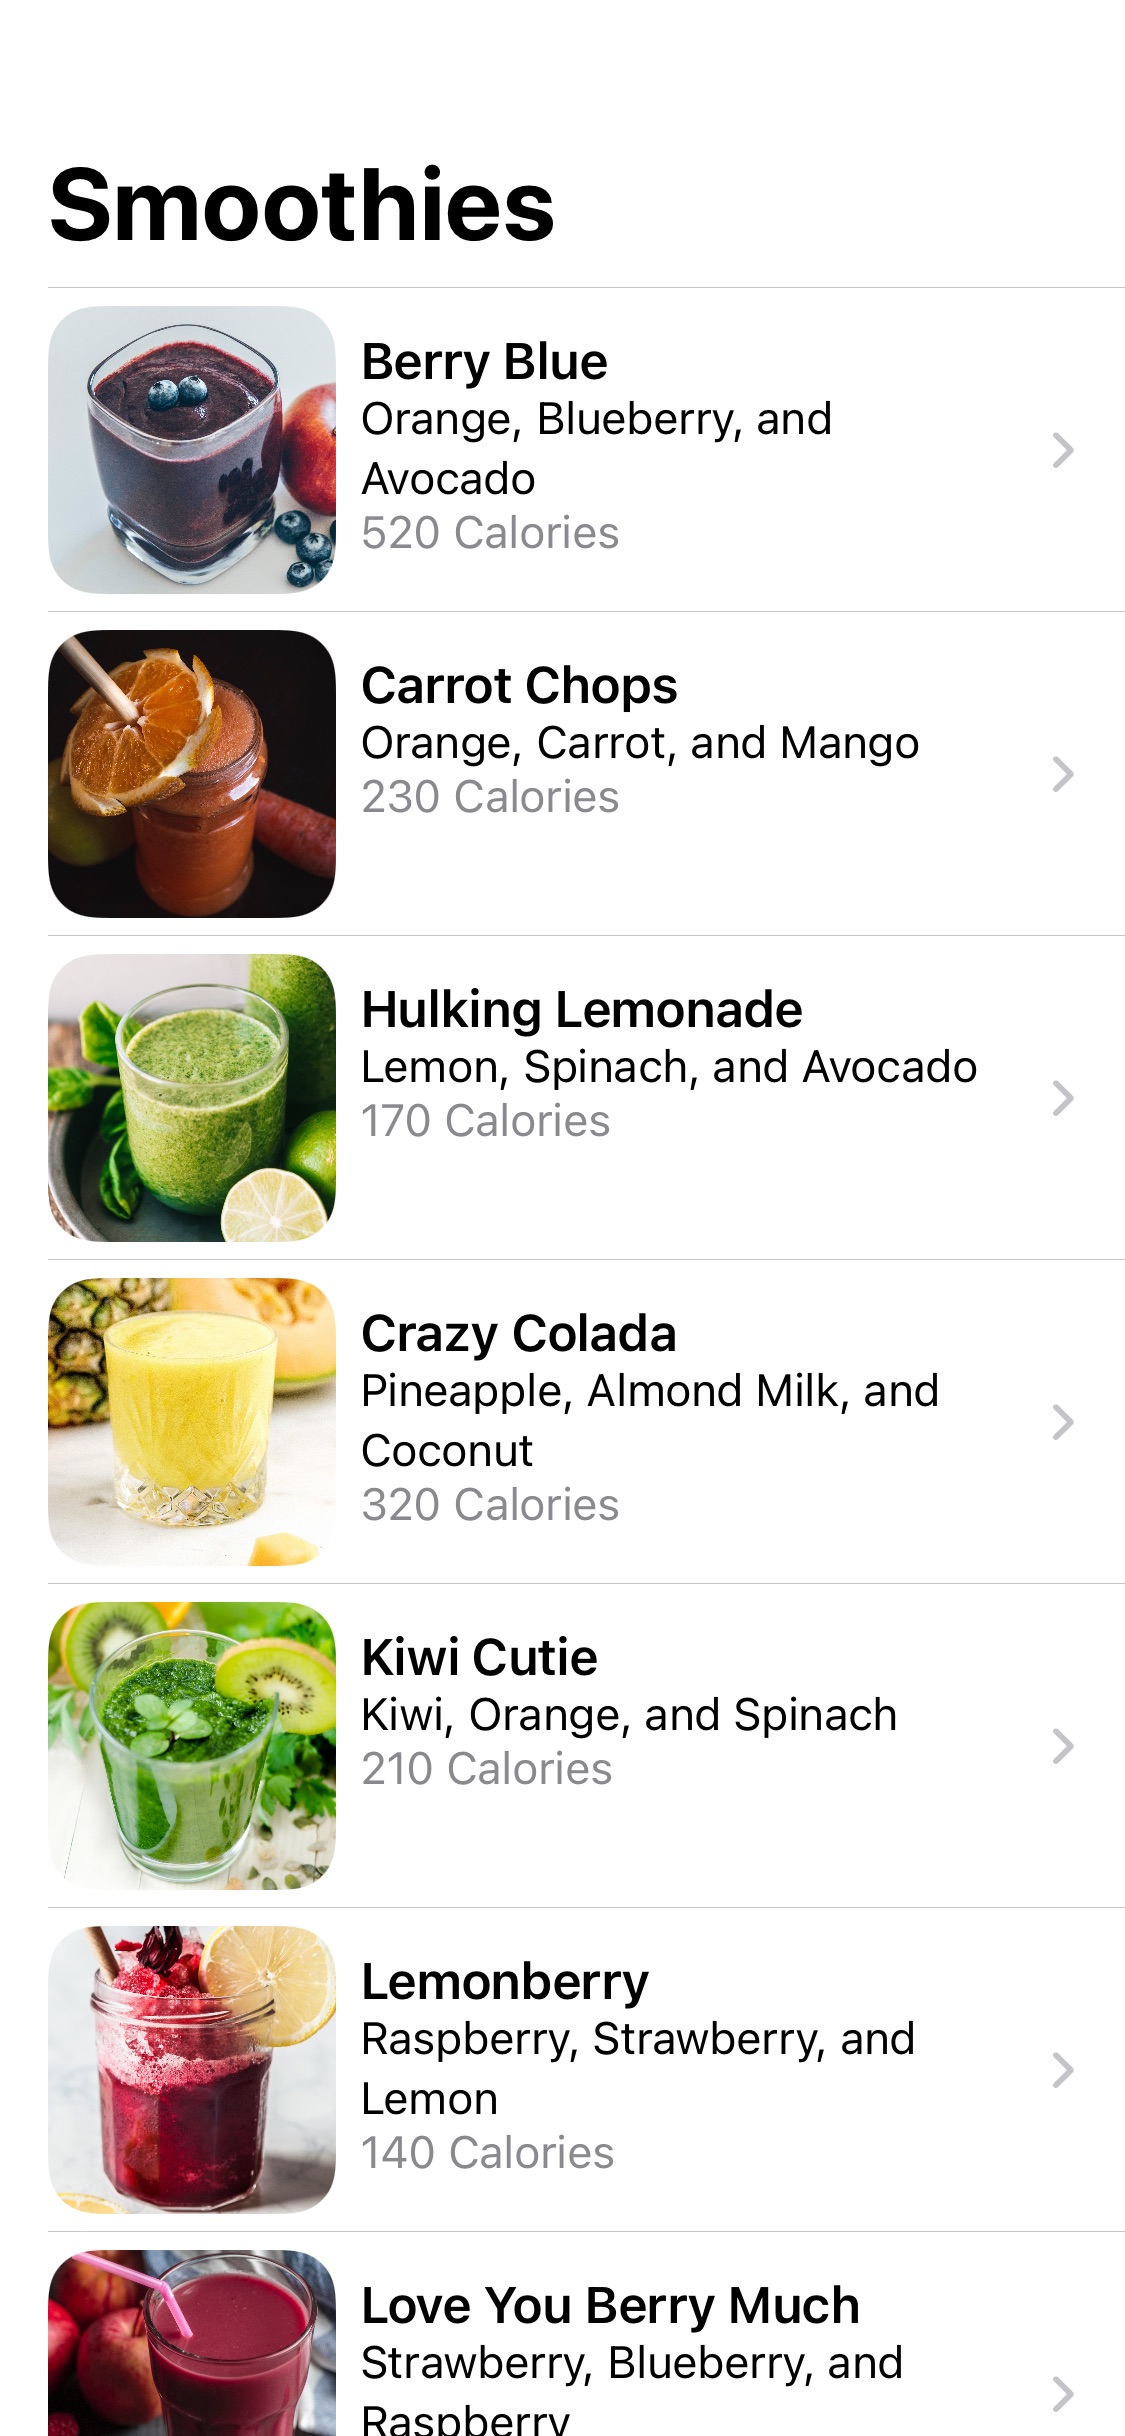 Smoothies
Berry Blue
Orange, Blueberry, and
Avocado
520 Calories
Carrot Chops
Orange, Carrot, and Mango
230 Calories
Hulking Lemonade
Lemon, Spinach, and Avocado
170 Calories
Crazy Colada
Pineapple, Almond Milk, and
Coconut
320 Calories
Kiwi Cutie
Kiwi, Orange, and Spinach
210 Calories
Lemonberry
Raspberry, Strawberry, and
Lemon
140 Calories
Love You Berry Much
Strawberry, Blueberry, and
Raspberry